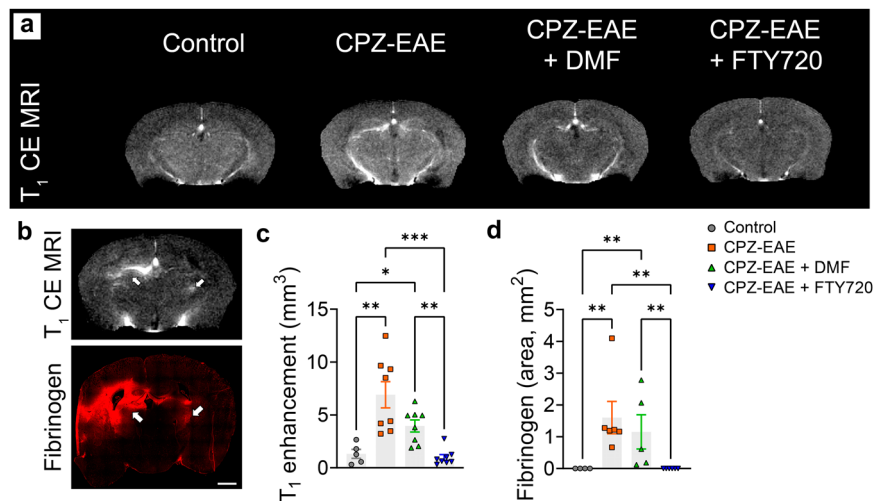 a
Control
CPZ-EAE
CPZ-EAE
+ DMF
CPZ-EAE
+ FTY720
T1 CE MRI
b
T1 CE MRI
Fibrinogen
c
***
*
**
**
T1 enhancement (mm³)
15
10
5
0
d
**
**
**
**
Fibrinogen (area, mm²)
5
4
3
2
1
0
Control
CPZ-EAE
CPZ-EAE + DMF
CPZ-EAE + FTY720